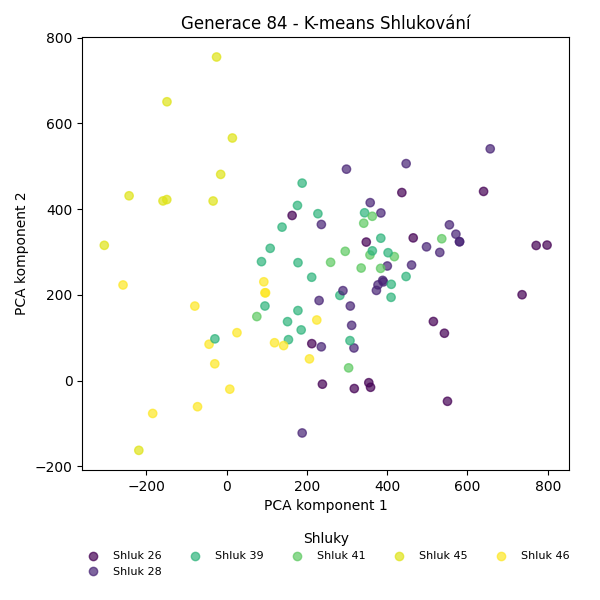 Generace 84 - K-means Shlukování
800
600
400
200
0
−200
PCA komponent 2
−200 0 200 400 600 800
PCA komponent 1
Shluky
Shluk 26 Shluk 39 Shluk 41 Shluk 45 Shluk 46
Shluk 28